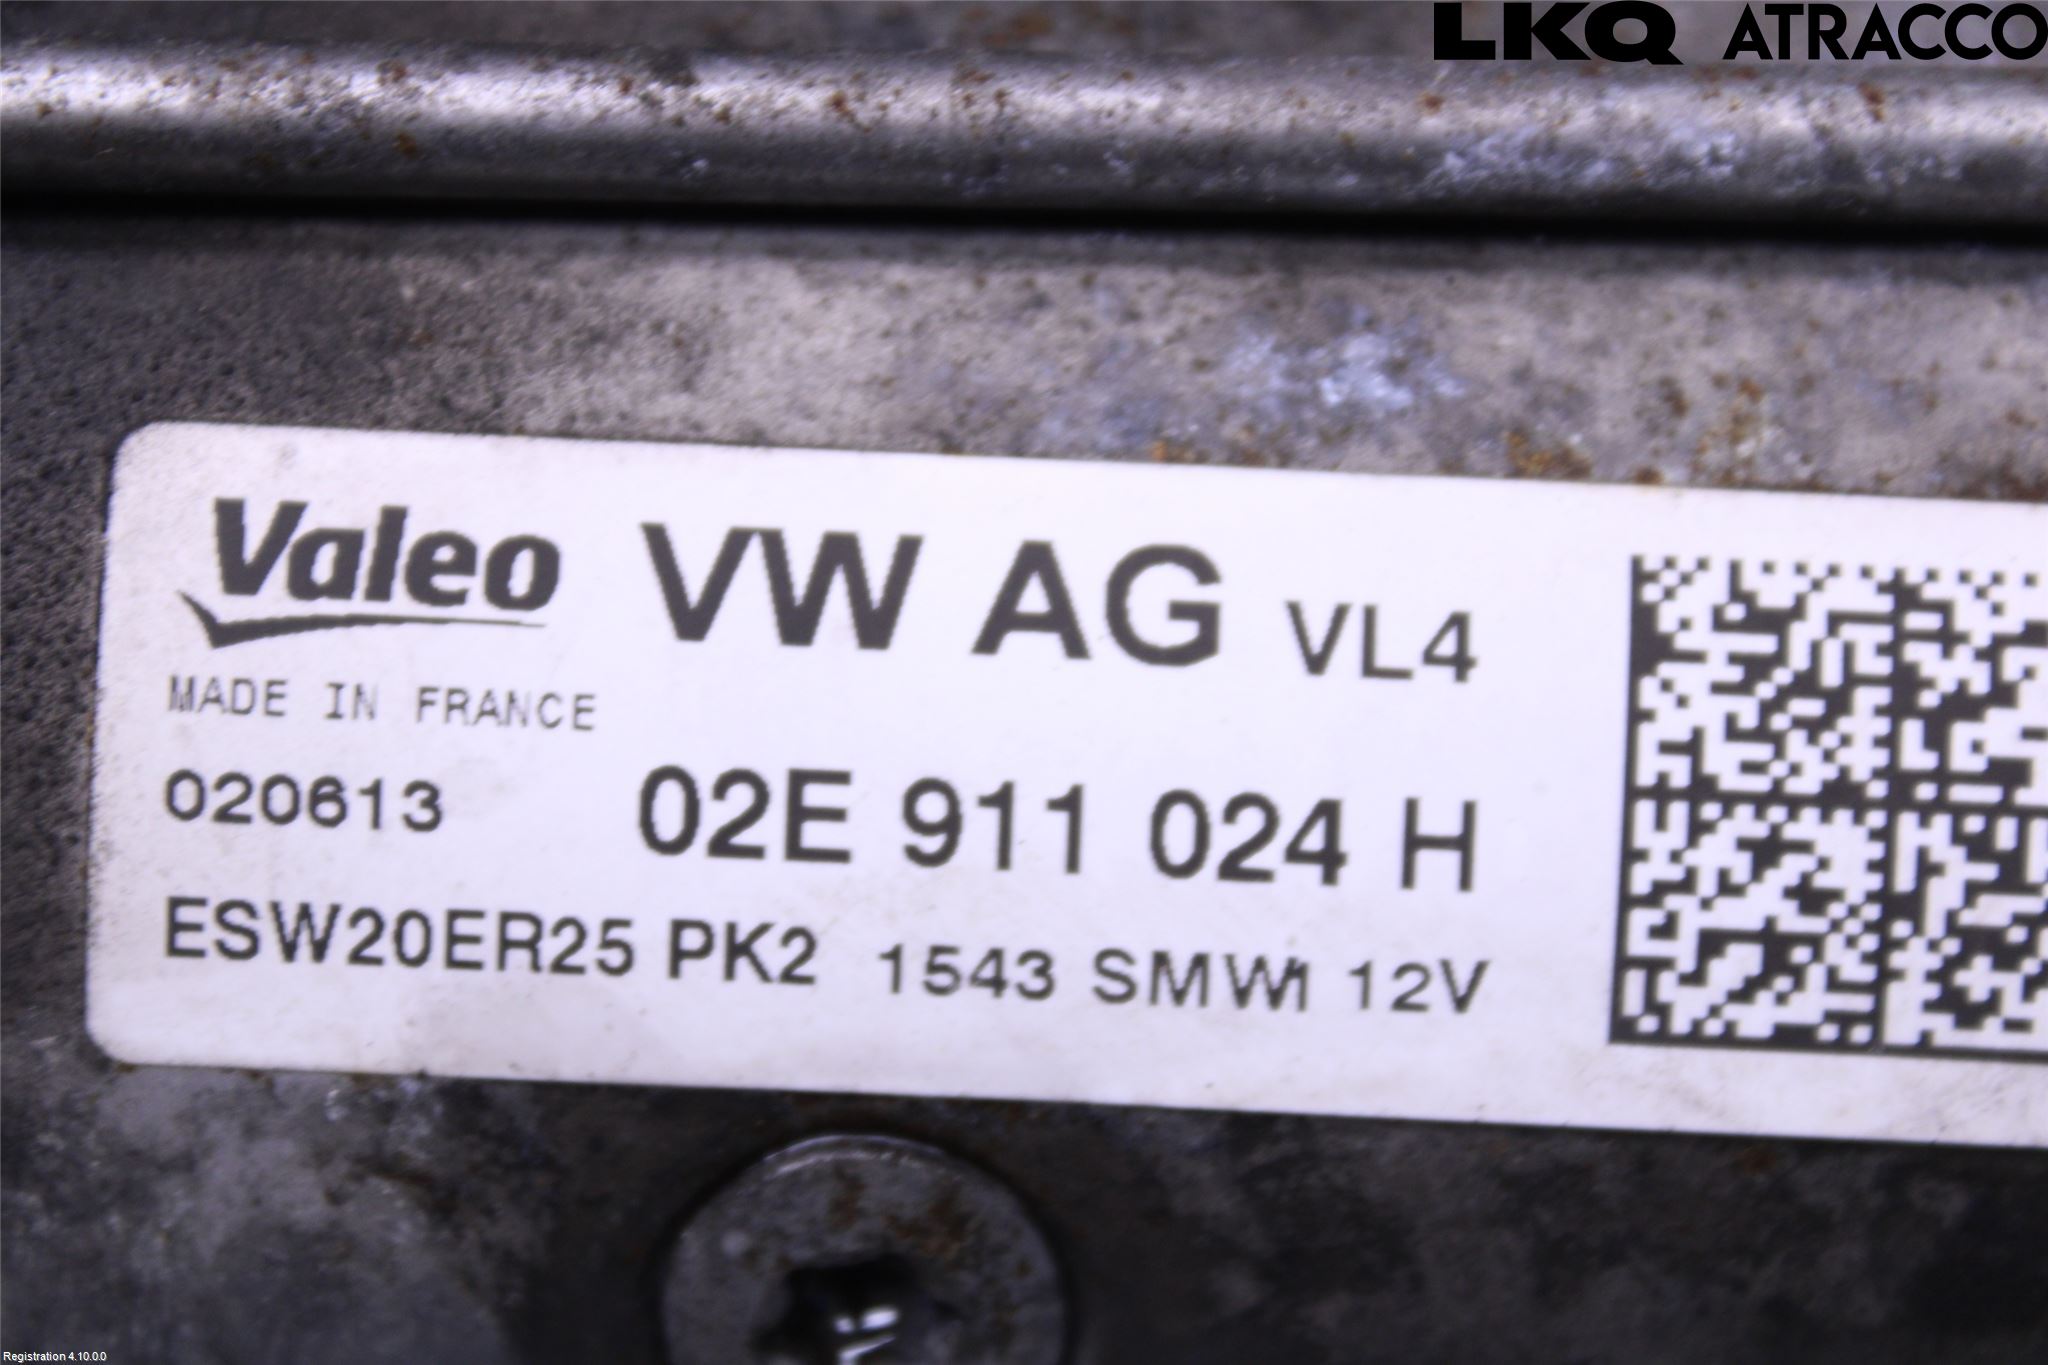 LKQ ATRACCO
Valeo VW AG VL4
MADE IN FRANCE
020613 02E 911 024 H
ESW20ER25 PK2 1543 SMW1 12V
Registration 4.10.0.0